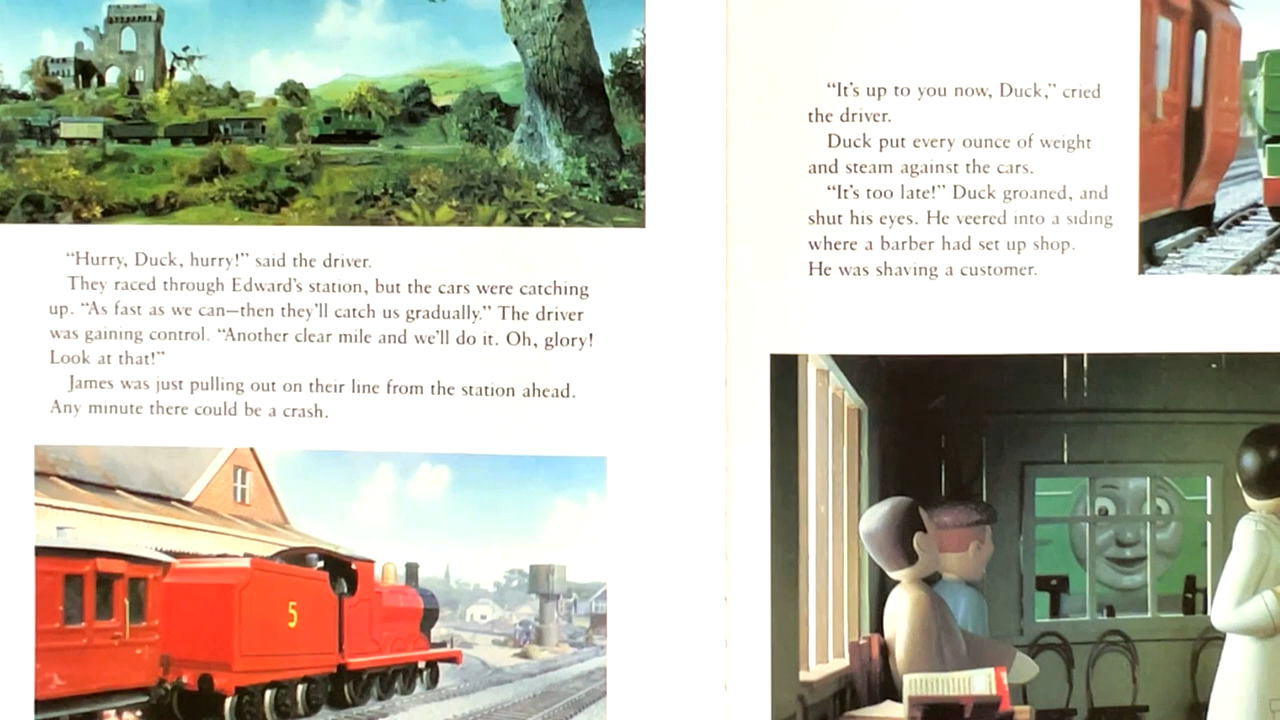 “Hurry, Duck, hurry!” said the driver.
They raced through Edward’s station, but the cars were catching
up. “As fast as we can—then they’ll catch us gradually.” The driver
was gaining control. “Another clear mile and we’ll do it. Oh, glory!
Look at that!”
James was just pulling out on their line from the station ahead.
Any minute there could be a crash.
5
“It’s up to you now, Duck,” cried
the driver.
Duck put every ounce of weight
and steam against the cars.
“It’s too late!” Duck groaned, and
shut his eyes. He veered into a siding
where a barber had set up shop.
He was shaving a customer.